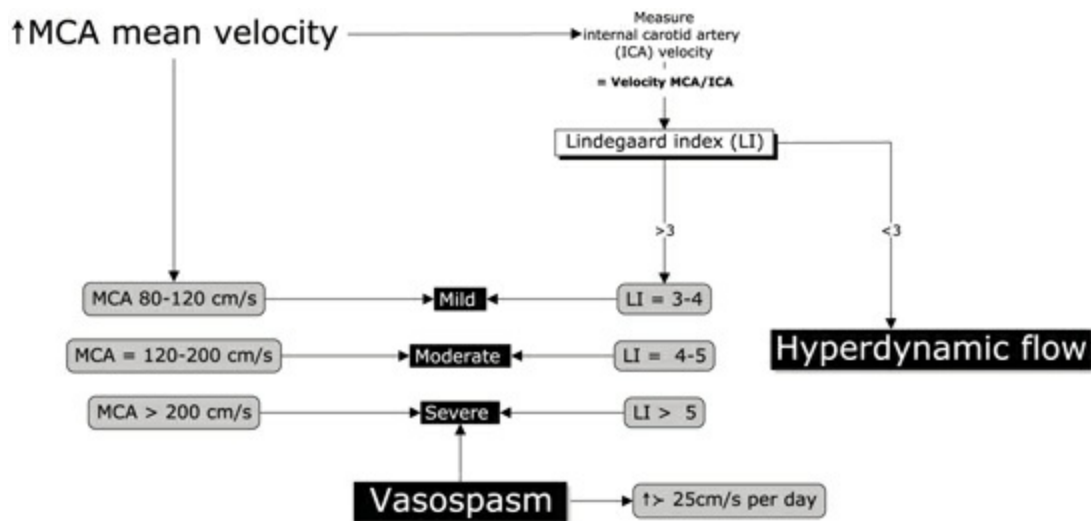 ↑MCA mean velocity
Measure
internal carotid artery
(ICA) velocity
= Velocity MCA/ICA
Lindegaard index (LI)
>3
<3
MCA 80-120 cm/s
Mild
LI = 3-4
MCA = 120-200 cm/s
Moderate
LI = 4-5
Hyperdynamic flow
MCA > 200 cm/s
Severe
LI > 5
Vasospasm
↑> 25cm/s per day